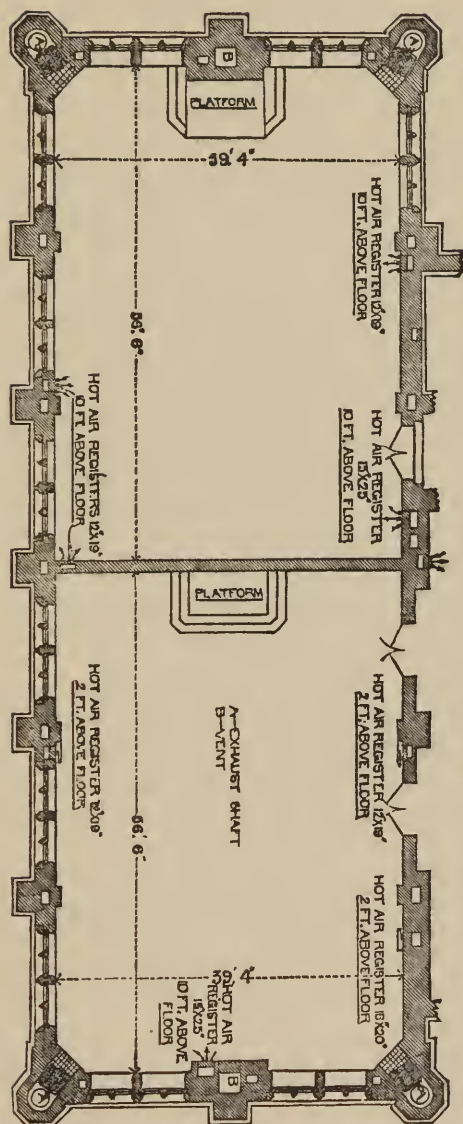 A
B
A
PLATFORM
39' 4"
HOT AIR REGISTER 12"X19"
10 FT. ABOVE FLOOR
56' 6"
HOT AIR REGISTERS 12"X19"
10 FT. ABOVE FLOOR
HOT AIR REGISTER
15"X25"
10 FT. ABOVE FLOOR
PLATFORM
A-EXHAUST SHAFT
B-VENT
HOT AIR REGISTER 12"X19"
2 FT. ABOVE FLOOR
HOT AIR REGISTER 12"X19"
2 FT. ABOVE FLOOR
56' 6"
HOT AIR REGISTER 16"X20"
2 FT. ABOVE FLOOR
39' 4"
HOT AIR
REGISTER
15"X25"
10 FT. ABOVE
FLOOR
A
B
A